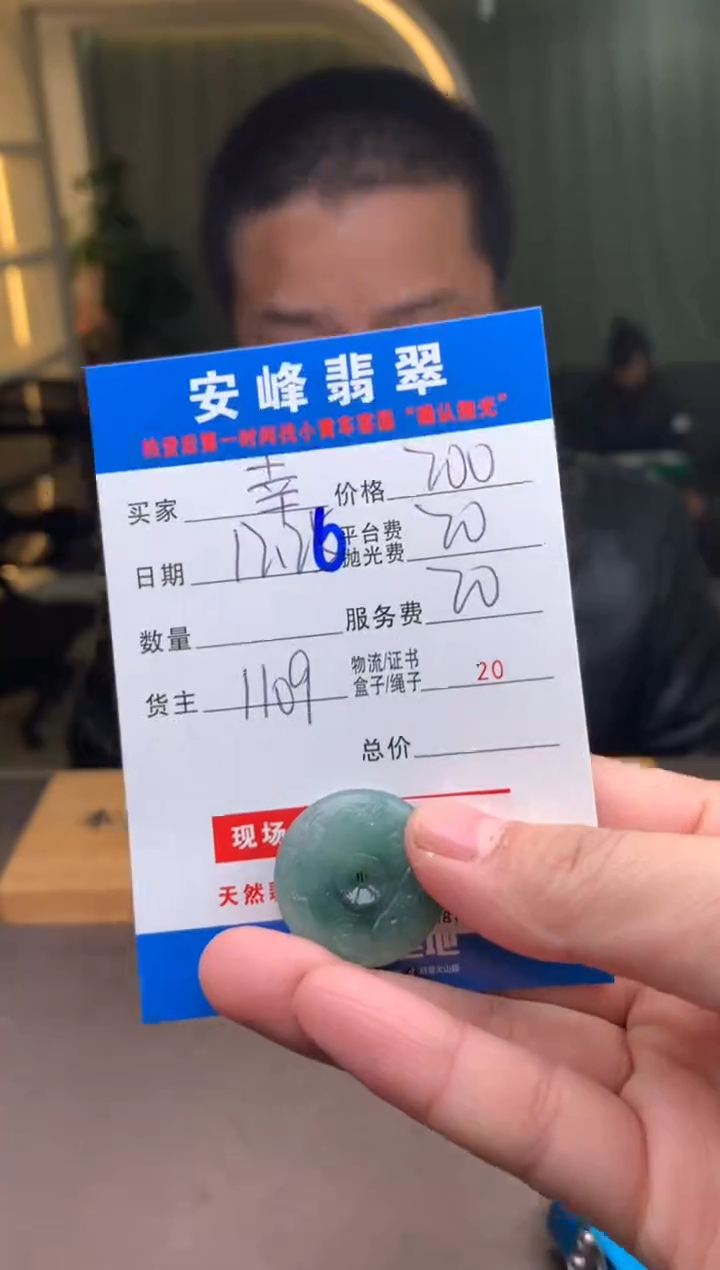 安峰翡翠
买家 幸 价格 200
日期 12.26 平台费 抛光费 20
数量 服务费 20
货主 1109 物流/证书 盒子/绳子 20
总价
现场
天然